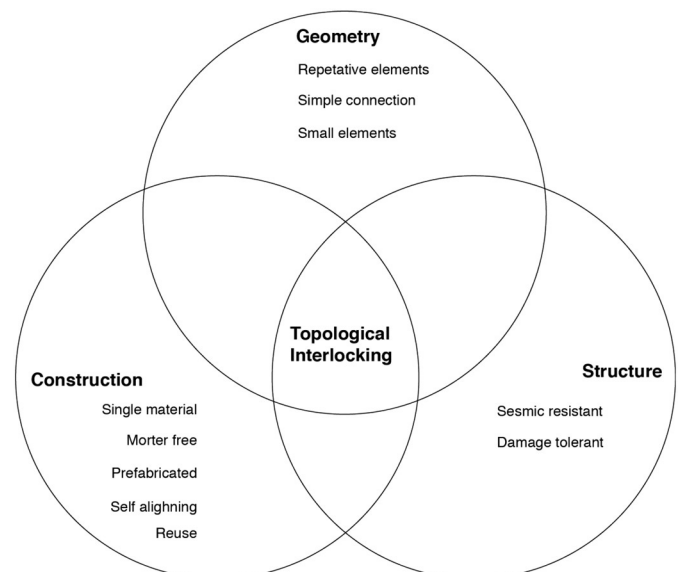 Geometry
Repetative elements
Simple connection
Small elements
Topological
Interlocking
Construction
Single material
Morter free
Prefabricated
Self alighning
Reuse
Structure
Sesmic resistant
Damage tolerant